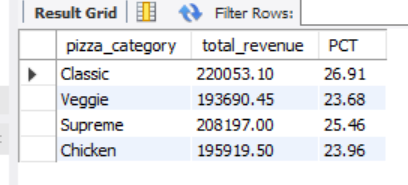 Result Grid Filter Rows:
pizza_category total_revenue PCT
Classic 220053.10 26.91
Veggie 193690.45 23.68
Supreme 208197.00 25.46
Chicken 195919.50 23.96